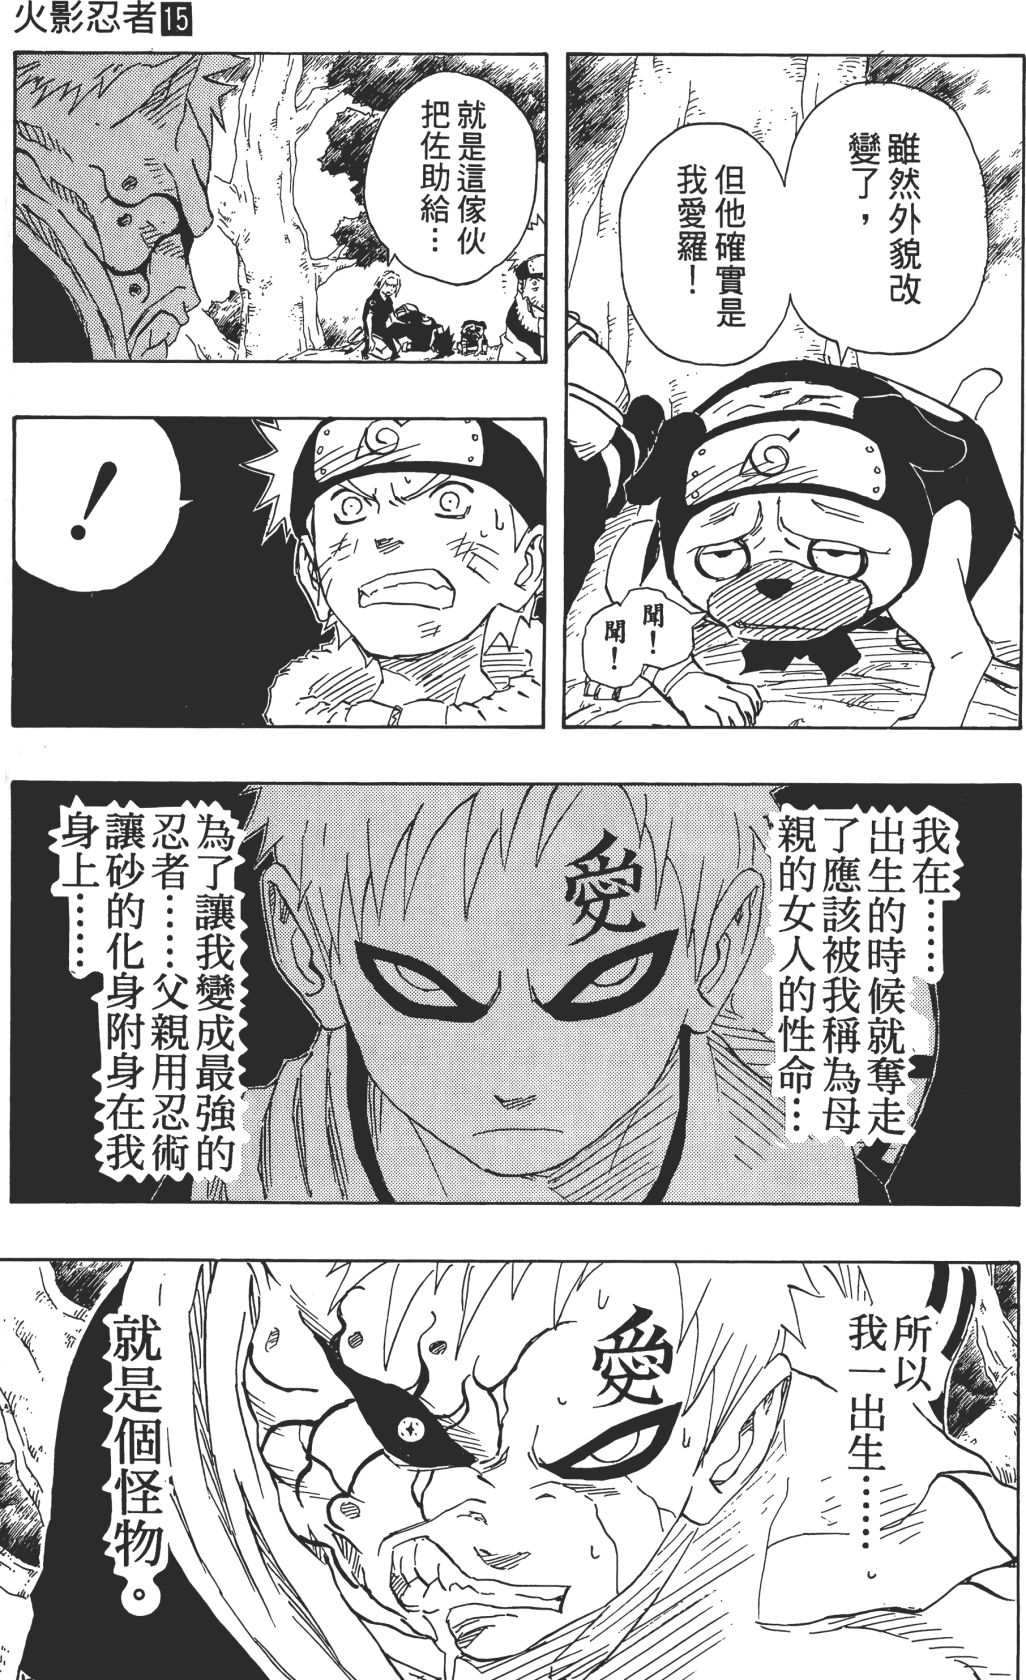 火影忍者15
雖然外貌改
變了，
但他確實是
我愛羅！
聞！
聞！
就是這傢伙
把佐助給…
！
我在……
出生的時候就奪走
了應該被我稱為母
親的女人的性命…
愛
為了讓我變成最強的
忍者……父親用忍術
讓砂的化身附身在我
身上……
所以
我一出生……
愛
就是個怪物。